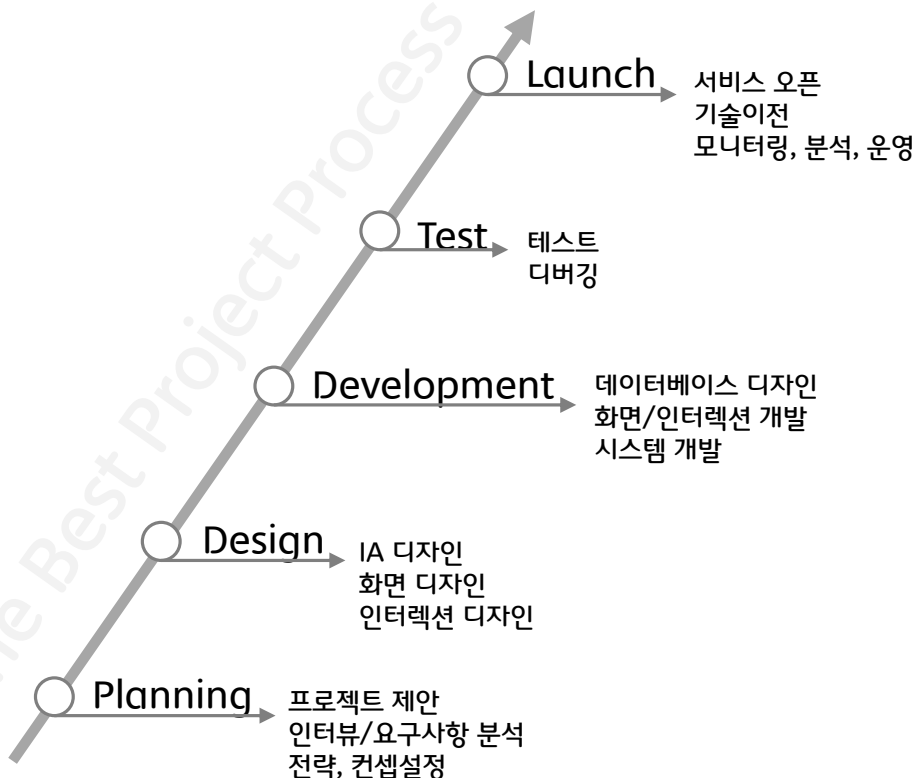 Launch
서비스 오픈
기술이전
모니터링, 분석, 운영
Test
테스트
디버깅
Development
데이터베이스 디자인
화면/인터렉션 개발
시스템 개발
Design
IA 디자인
화면 디자인
인터렉션 디자인
Planning
프로젝트 제안
인터뷰/요구사항 분석
전략, 컨셉설정
Best Project Process